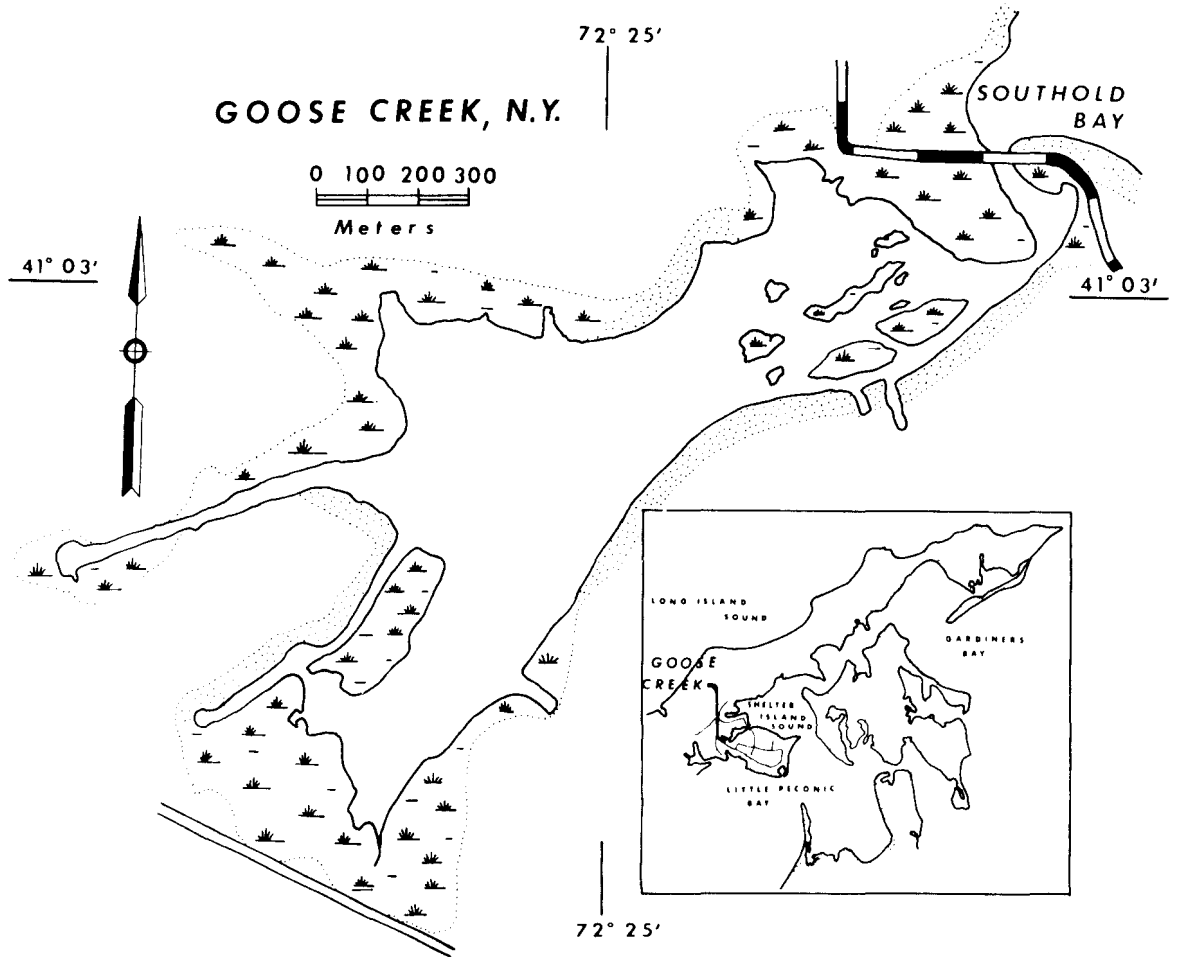 72° 25'
GOOSE CREEK, N.Y.
SOUTHOLD
BAY
0 100 200 300
Meters
41° 03'
41° 03'
LONG ISLAND
SOUND
GARDINERS
BAY
GOOSE
CREEK
SHELTER
ISLAND
SOUND
LITTLE PECONIC
BAY
72° 25'